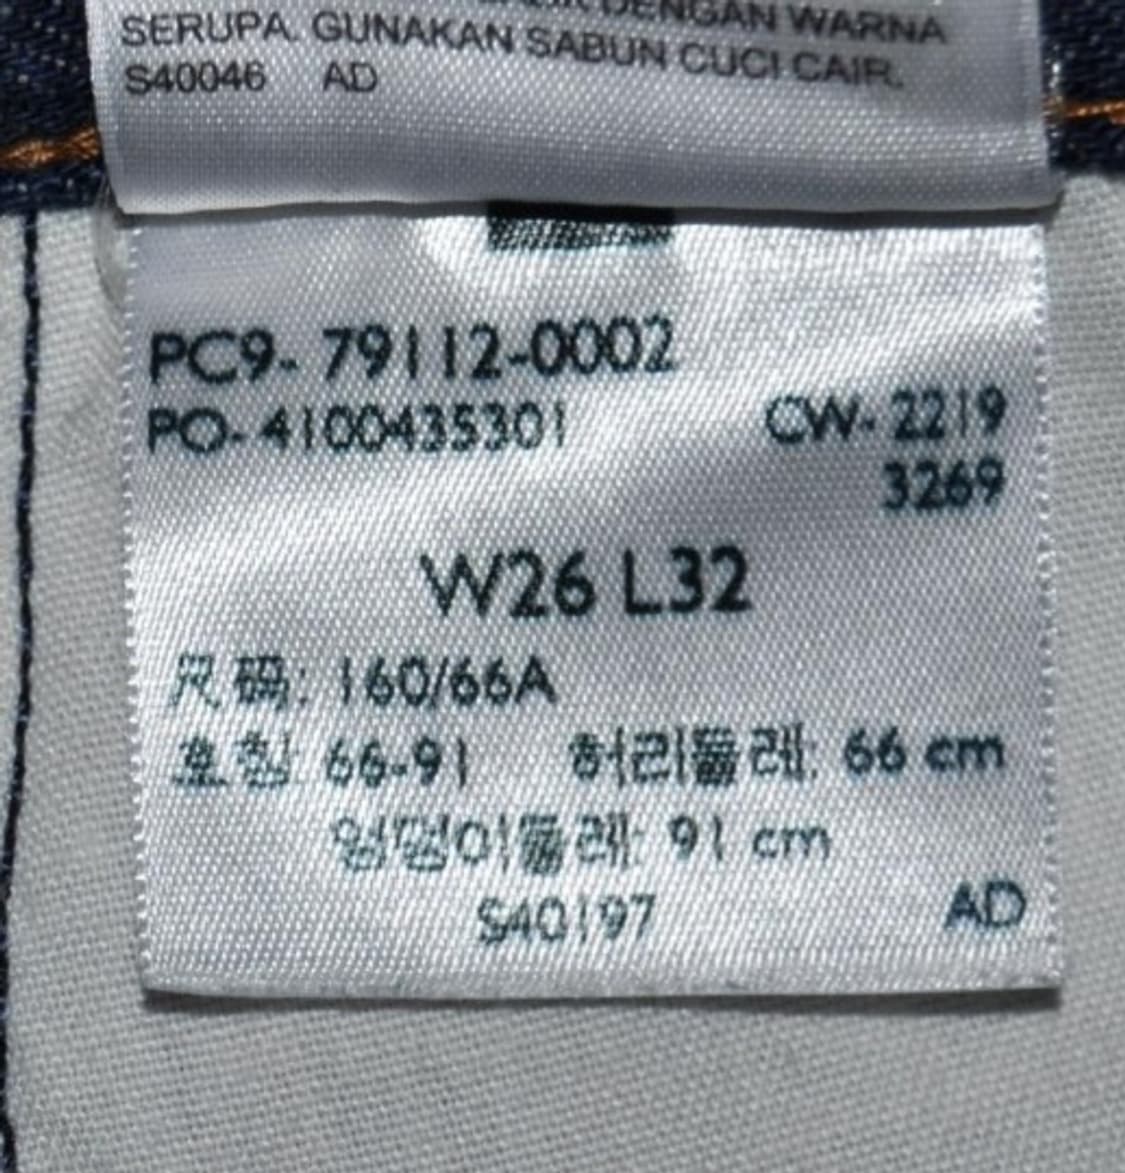 DENGAN WARNA
SERUPA. GUNAKAN SABUN CUCI CAIR.
S40046 AD
PC9- 79112-0002
PO- 4100435301 CW- 2219
3269
W26 L32
尺码: 160/66A
호칭: 66-91 허리둘레: 66 cm
엉덩이둘레: 91 cm
S40197 AD